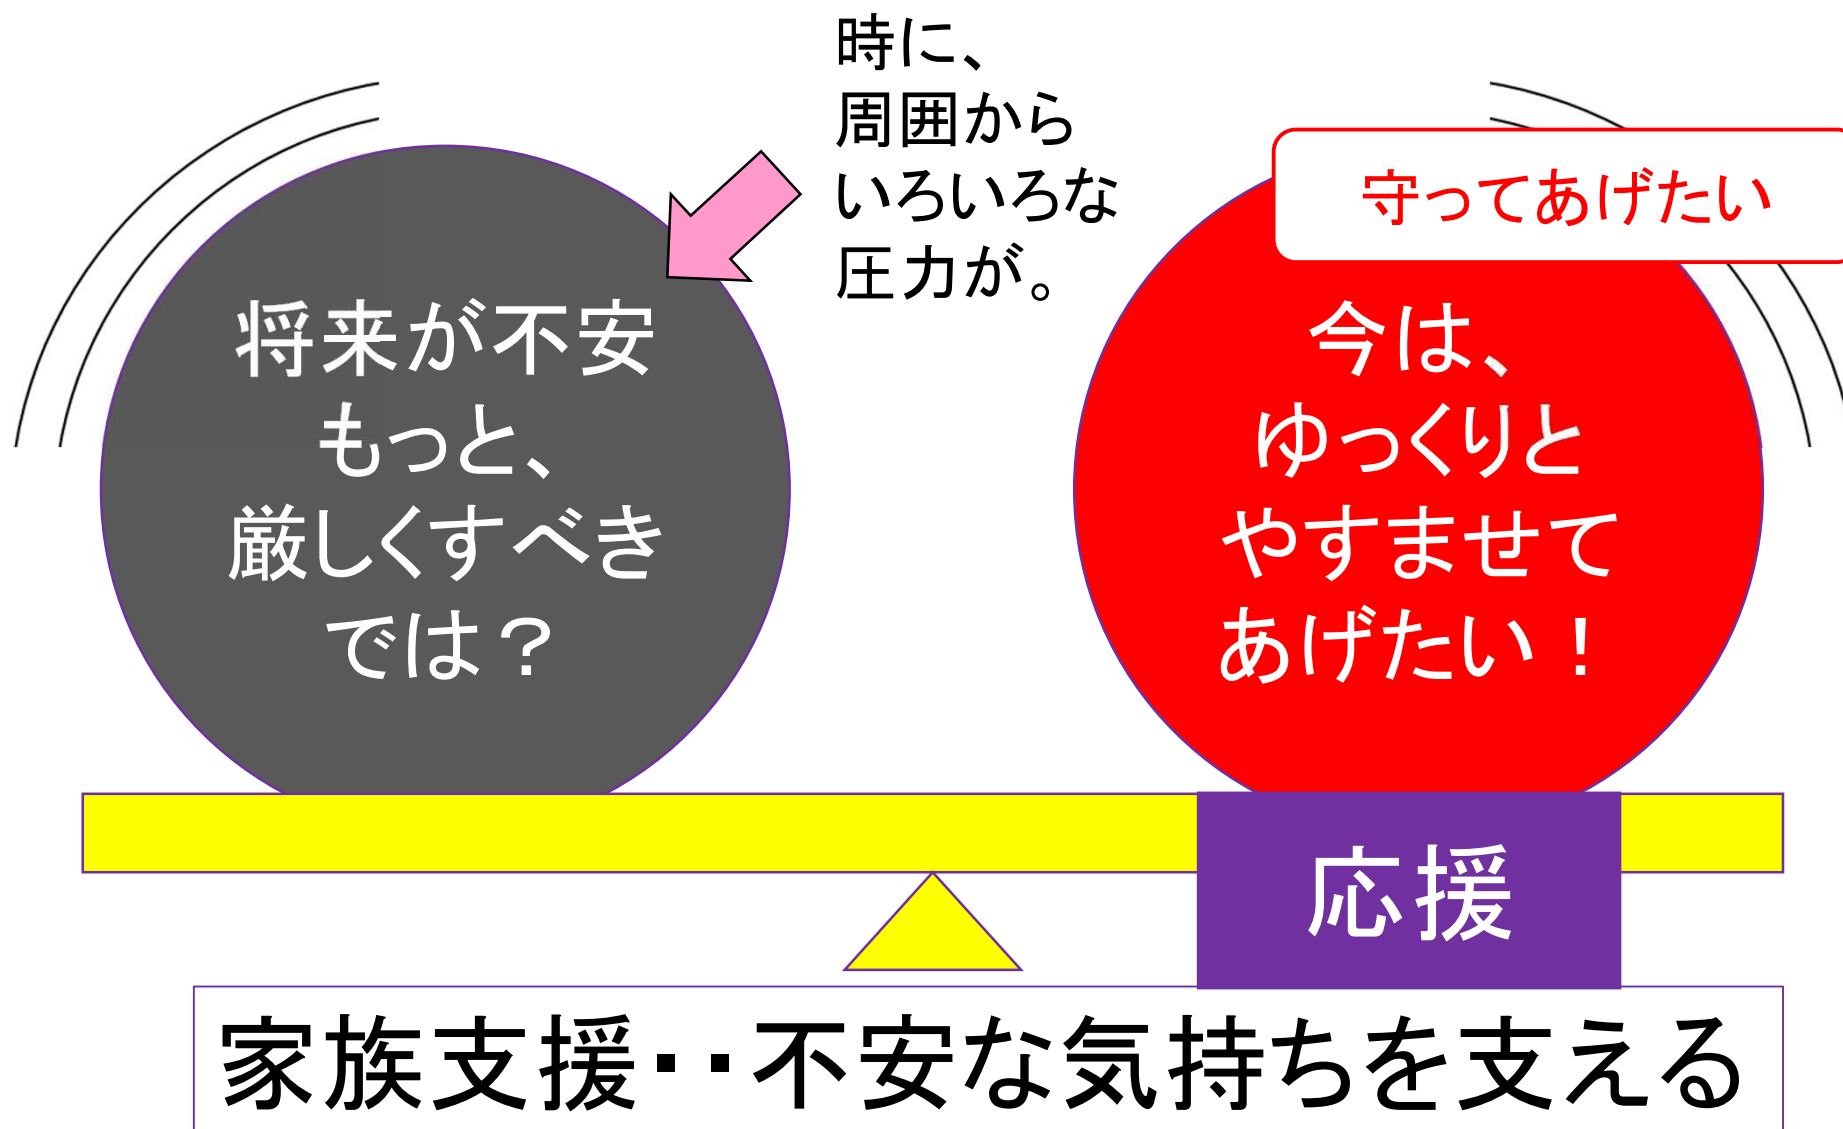 時に、
周囲から
いろいろな
圧力が。
守ってあげたい
将来が不安
もっと、
厳しくすべき
では？
今は、
ゆっくりと
やすませて
あげたい！
応援
家族支援・・不安な気持ちを支える